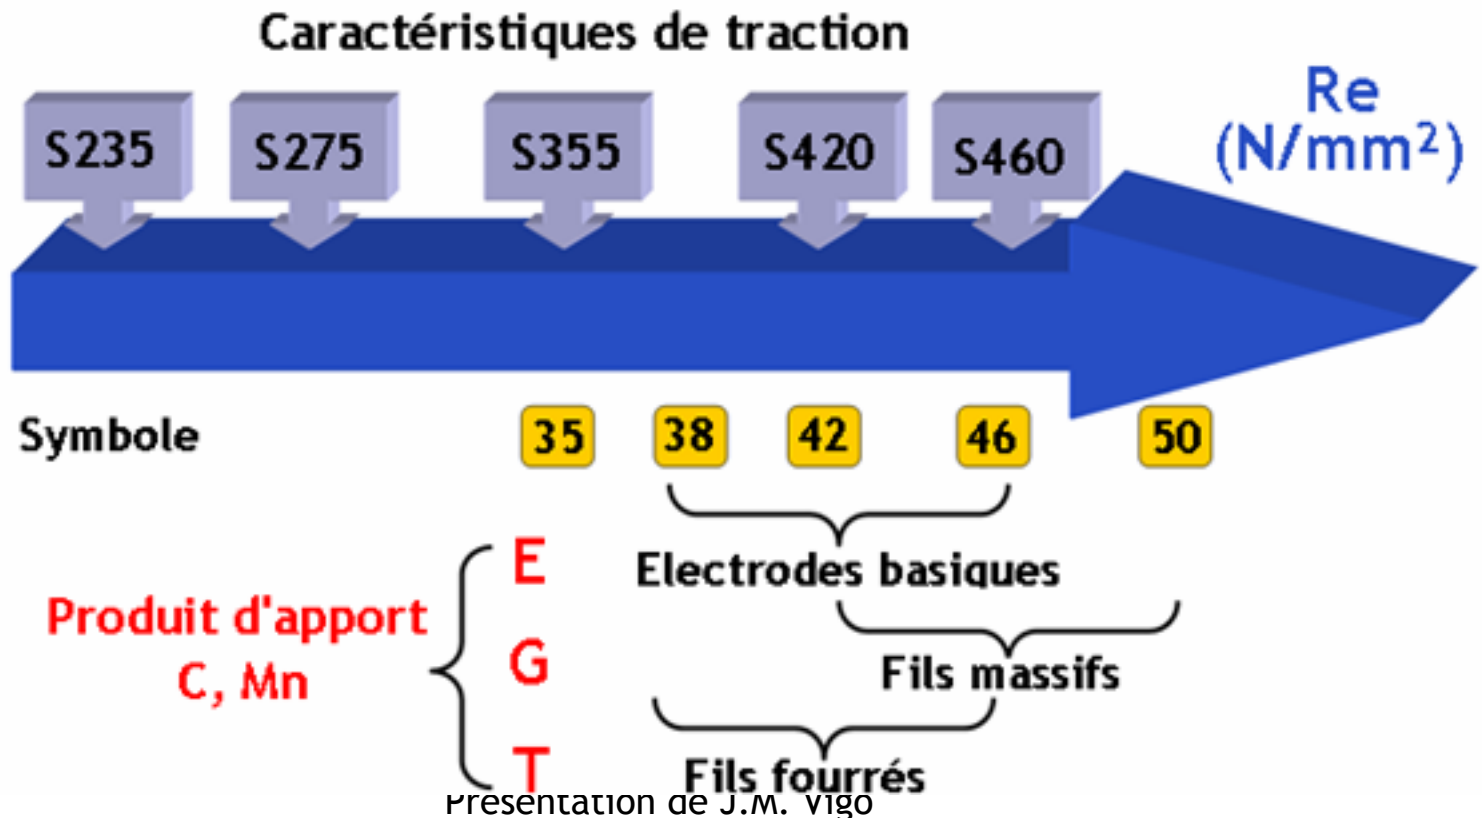 Caractéristiques de traction
Re
(N/mm²)
S235 S275 S355 S420 S460
Symbole 35 38 42 46 50
E Electrodes basiques
Produit d'apport
C, Mn
G Fils massifs
T Fils fourrés
Présentation de J.M. Vigo